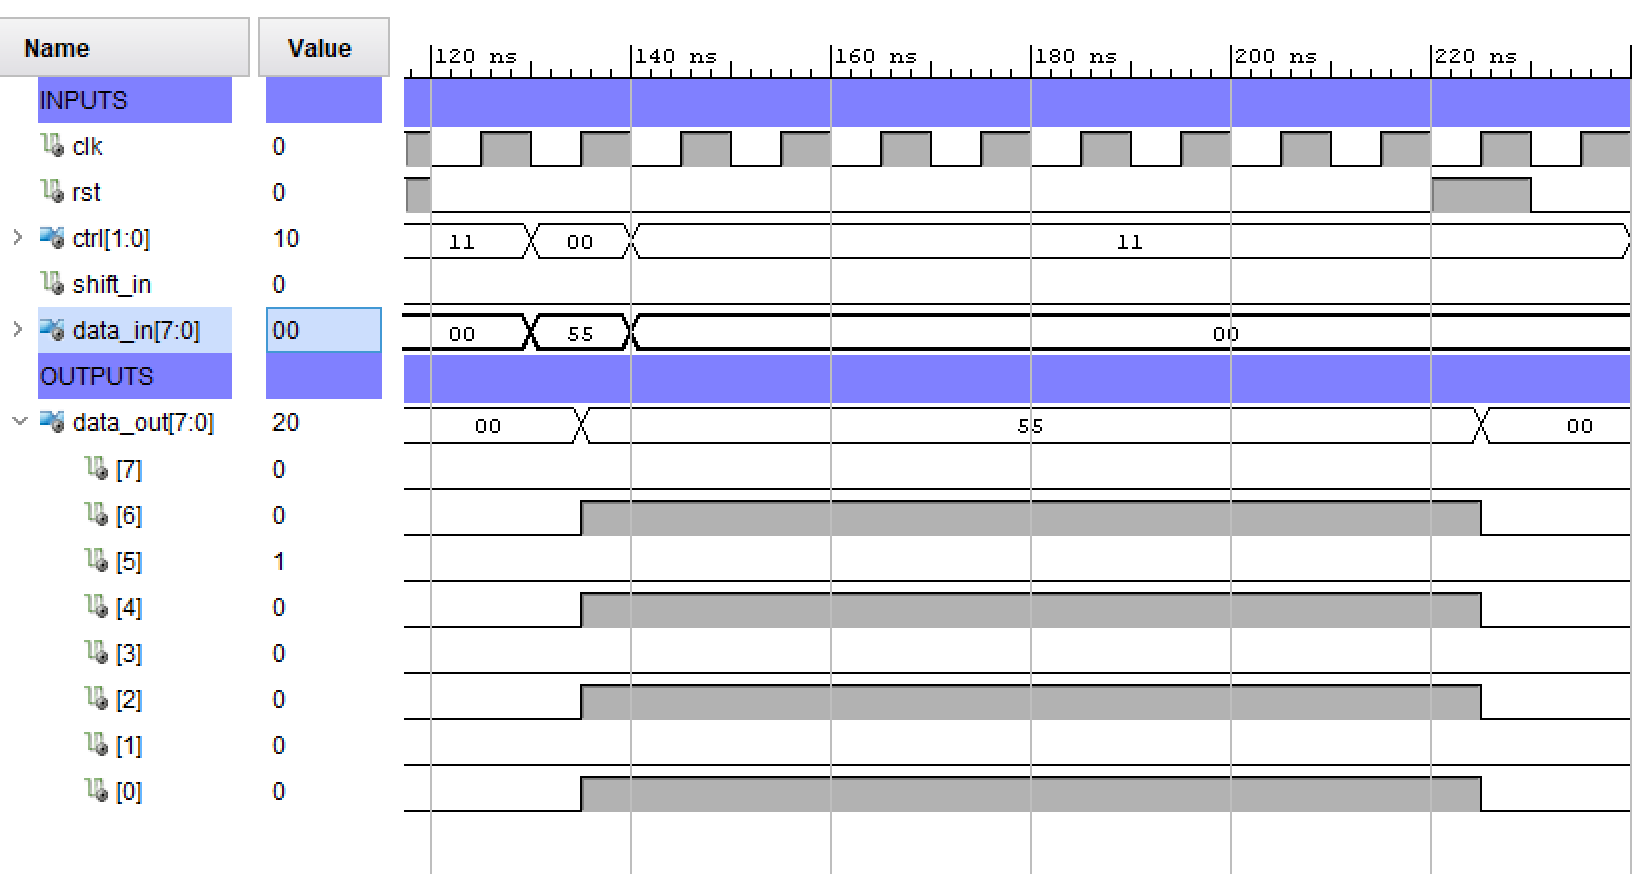 Name Value 120 ns 140 ns 160 ns 180 ns 200 ns 220 ns
INPUTS
clk 0
rst 0
ctrl[1:0] 10 11 00 11
shift_in 0
data_in[7:0] 00 00 55 00
OUTPUTS
data_out[7:0] 20 00 55 00
[7] 0
[6] 0
[5] 1
[4] 0
[3] 0
[2] 0
[1] 0
[0] 0